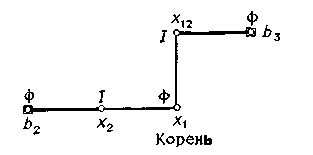 x12 Ф
I b3
Ф I Ф
b2 x2 x1
Корень